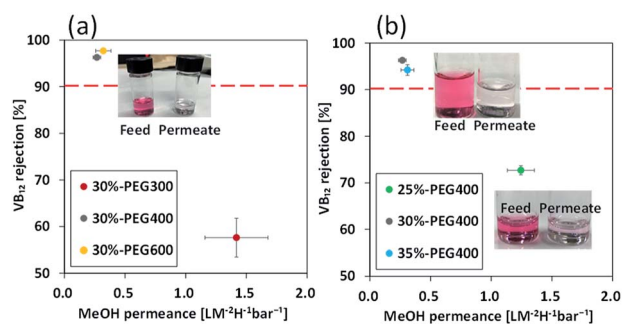 (a)
VB12 rejection [%]
100
90
80
70
60
50
Feed Permeate
30%-PEG300
30%-PEG400
30%-PEG600
0.0 0.5 1.0 1.5 2.0
MeOH permeance [LM⁻²H⁻¹bar⁻¹]
(b)
VB12 rejection [%]
100
90
80
70
60
50
Feed Permeate
25%-PEG400
30%-PEG400
35%-PEG400
Feed Permeate
0.0 0.5 1.0 1.5 2.0
MeOH permeance [LM⁻²H⁻¹bar⁻¹]